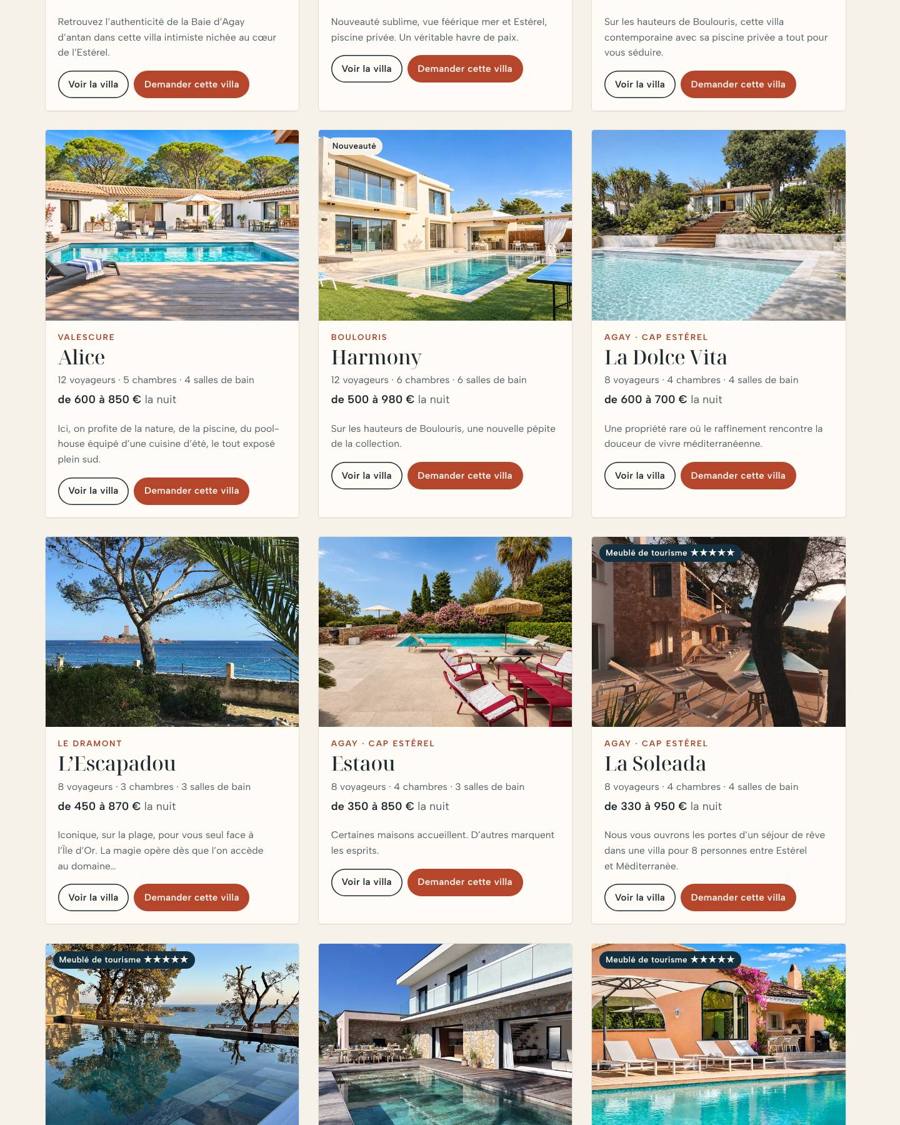 Retrouvez l'authenticité de la Baie d'Agay
d'antan dans cette villa intimiste nichée au cœur
de l'Estérel.
Voir la villa
Demander cette villa
Nouveauté sublime, vue féérique mer et Estérel,
piscine privée. Un véritable havre de paix.
Voir la villa
Demander cette villa
Sur les hauteurs de Boulouris, cette villa
contemporaine avec sa piscine privée a tout pour
vous séduire.
Voir la villa
Demander cette villa
VALESCURE
Alice
12 voyageurs · 5 chambres · 4 salles de bain
de 600 à 850 € la nuit
Ici, on profite de la nature, de la piscine, du pool-
house équipé d'une cuisine d'été, le tout exposé
plein sud.
Voir la villa
Demander cette villa
Nouveauté
BOULOURIS
Harmony
12 voyageurs · 6 chambres · 6 salles de bain
de 500 à 980 € la nuit
Sur les hauteurs de Boulouris, une nouvelle pépite
de la collection.
Voir la villa
Demander cette villa
AGAY · CAP ESTÉREL
La Dolce Vita
8 voyageurs · 4 chambres · 4 salles de bain
de 600 à 700 € la nuit
Une propriété rare où le raffinement rencontre la
douceur de vivre méditerranéenne.
Voir la villa
Demander cette villa
LE DRAMONT
L'Escapadou
8 voyageurs · 3 chambres · 3 salles de bain
de 450 à 870 € la nuit
Iconique, sur la plage, pour vous seul face à
l'Île d'Or. La magie opère dès que l'on accède
au domaine…
Voir la villa
Demander cette villa
AGAY · CAP ESTÉREL
Estaou
8 voyageurs · 4 chambres · 3 salles de bain
de 350 à 850 € la nuit
Certaines maisons accueillent. D'autres marquent
les esprits.
Voir la villa
Demander cette villa
Meublé de tourisme ★★★★★
AGAY · CAP ESTÉREL
La Soleada
8 voyageurs · 4 chambres · 4 salles de bain
de 330 à 950 € la nuit
Nous vous ouvrons les portes d'un séjour de rêve
dans une villa pour 8 personnes entre Estérel
et Méditerranée.
Voir la villa
Demander cette villa
Meublé de tourisme ★★★★★
Meublé de tourisme ★★★★★